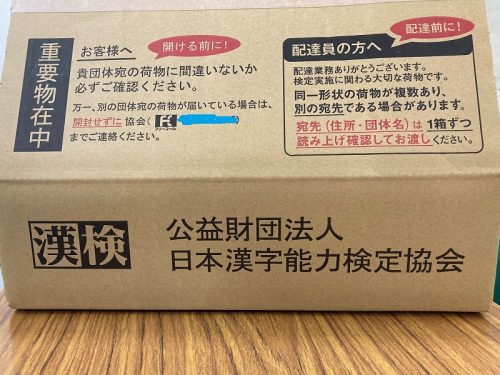 重要物在中
お客様へ
開ける前に!
貴団体宛の荷物に間違いないか
必ずご確認ください。
万一、別の団体宛の荷物が届いている場合は、
開封せずに協会(フリーコール)
までご連絡ください。
配達員の方へ
配達前に!
配達業務ありがとうございます。
検定実施に関わる大切な荷物です。
同一形状の荷物が複数あり、
別の宛先である場合があります。
宛先(住所・団体名)は1箱ずつ
読み上げ確認してお渡しください。
漢検
公益財団法人
日本漢字能力検定協会